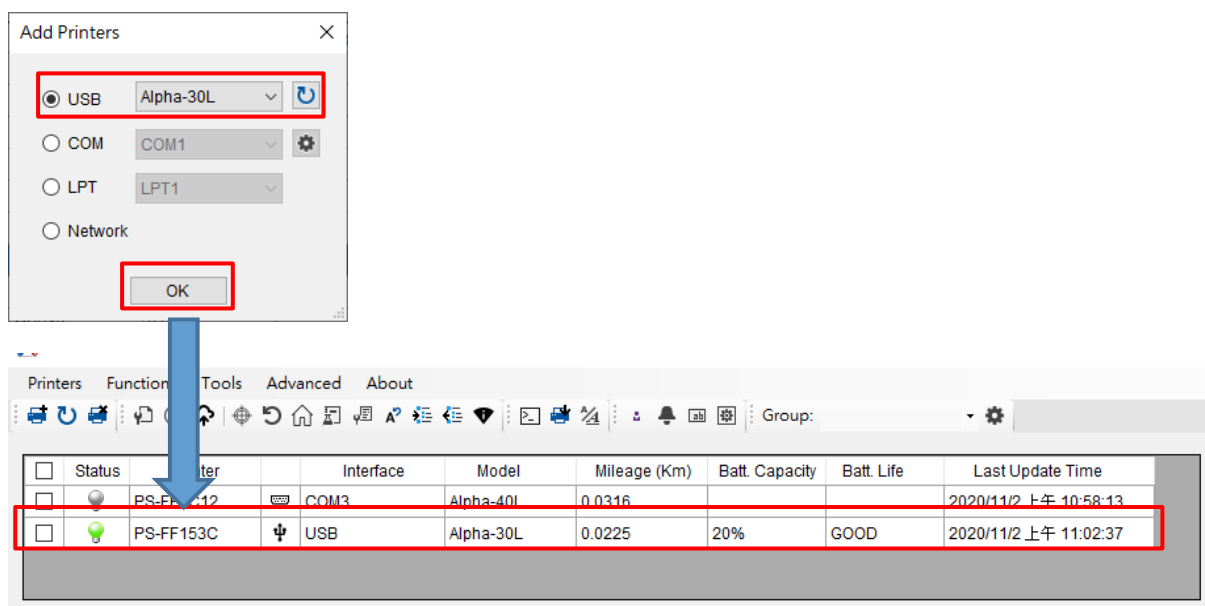 Add Printers
USB Alpha-30L
COM COM1
LPT LPT1
Network
OK
Printers Function Tools Advanced About
Group:
Status Interface Model Mileage (Km) Batt. Capacity Batt. Life Last Update Time
COM3 Alpha-40L 0.0316 2020/11/2 上午 10:58:13
PS-FF153C USB Alpha-30L 0.0225 20% GOOD 2020/11/2 上午 11:02:37